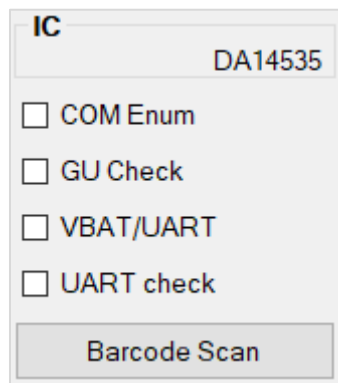 IC
DA14535
COM Enum
GU Check
VBAT/UART
UART check
Barcode Scan